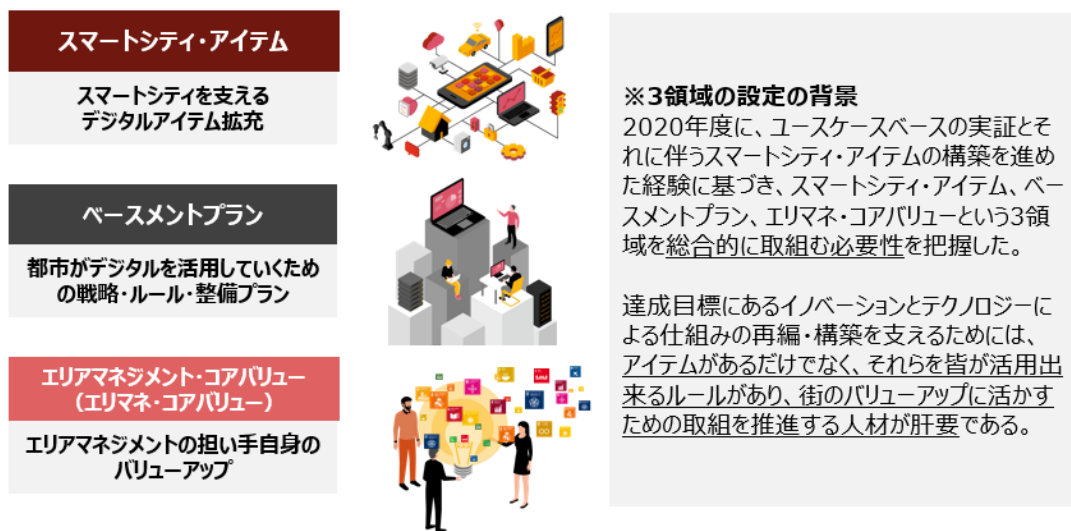 スマートシティ・アイテム
スマートシティを支える
デジタルアイテム拡充
ベースメントプラン
都市がデジタルを活用していくため
の戦略・ルール・整備プラン
エリアマネジメント・コアバリュー
(エリマネ・コアバリュー)
エリアマネジメントの担い手自身の
バリューアップ
※3領域の設定の背景
2020年度に、ユースケースベースの実証とそ
れに伴うスマートシティ・アイテムの構築を進め
た経験に基づき、スマートシティ・アイテム、ベー
スメントプラン、エリマネ・コアバリューという3領
域を総合的に取組む必要性を把握した。
達成目標にあるイノベーションとテクノロジーに
よる仕組みの再編・構築を支えるためには、
アイテムがあるだけでなく、それらを皆が活用出
来るルールがあり、街のバリューアップに活かす
ための取組を推進する人材が肝要である。